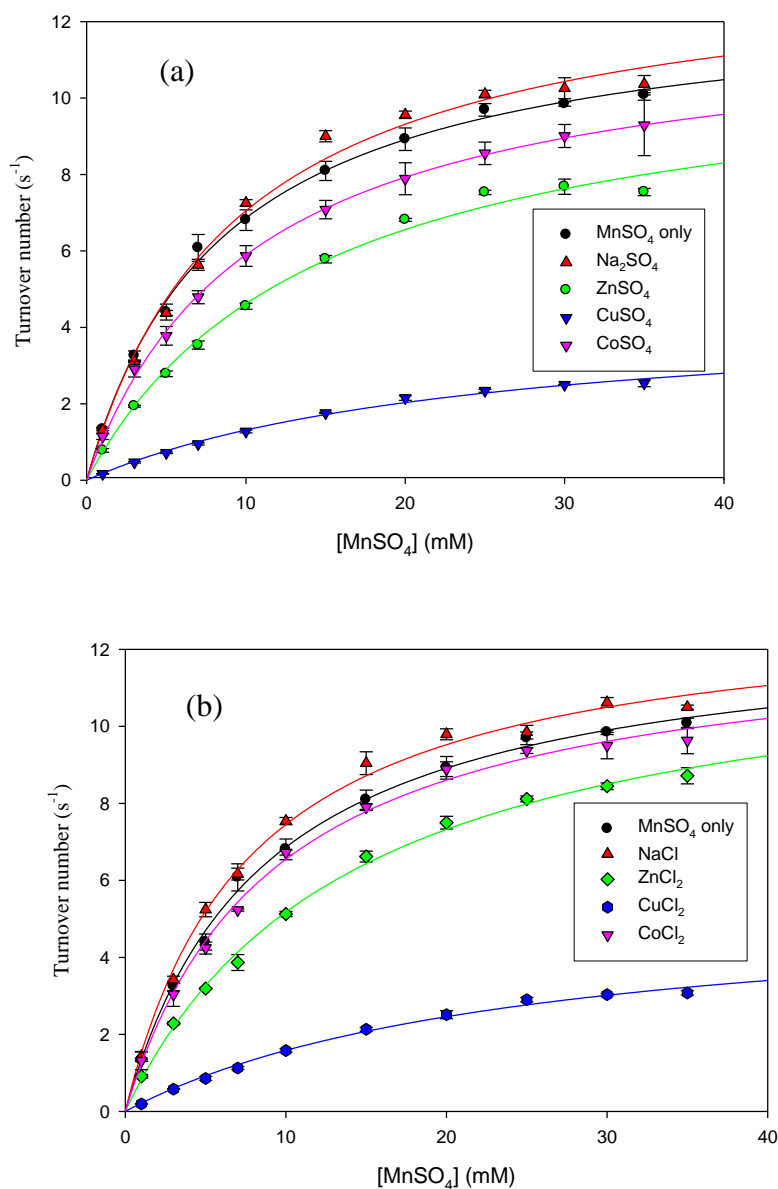 (a)
Turnover number (s⁻¹)
12
10
8
6
4
2
0
MnSO₄ only
Na₂SO₄
ZnSO₄
CuSO₄
CoSO₄
0 10 20 30 40
[MnSO₄] (mM)
(b)
Turnover number (s⁻¹)
12
10
8
6
4
2
0
MnSO₄ only
NaCl
ZnCl₂
CuCl₂
CoCl₂
0 10 20 30 40
[MnSO₄] (mM)